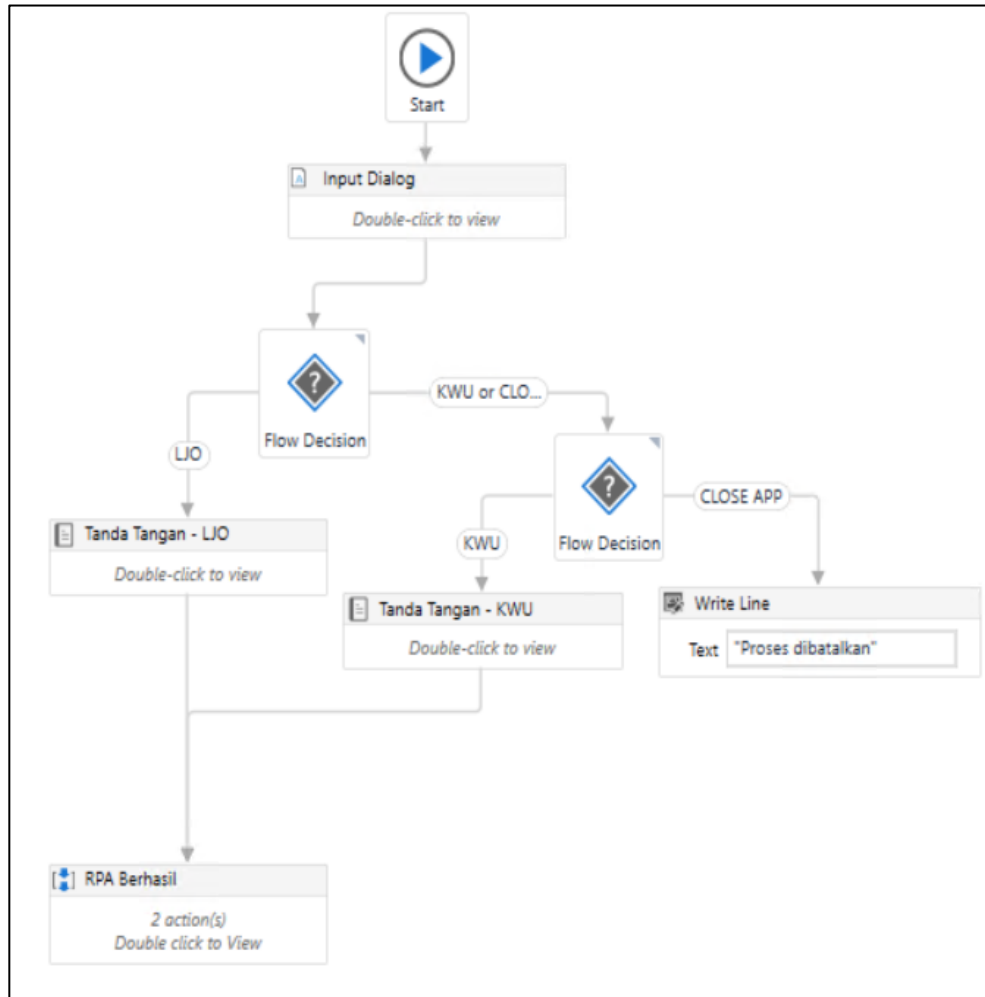 Start
Input Dialog
Double-click to view
Flow Decision
KWU or CLO...
LJO
Flow Decision
CLOSE APP
KWU
Tanda Tangan - LJO
Double-click to view
Tanda Tangan - KWU
Double-click to view
Write Line
Text "Proses dibatalkan"
RPA Berhasil
2 action(s)
Double click to View